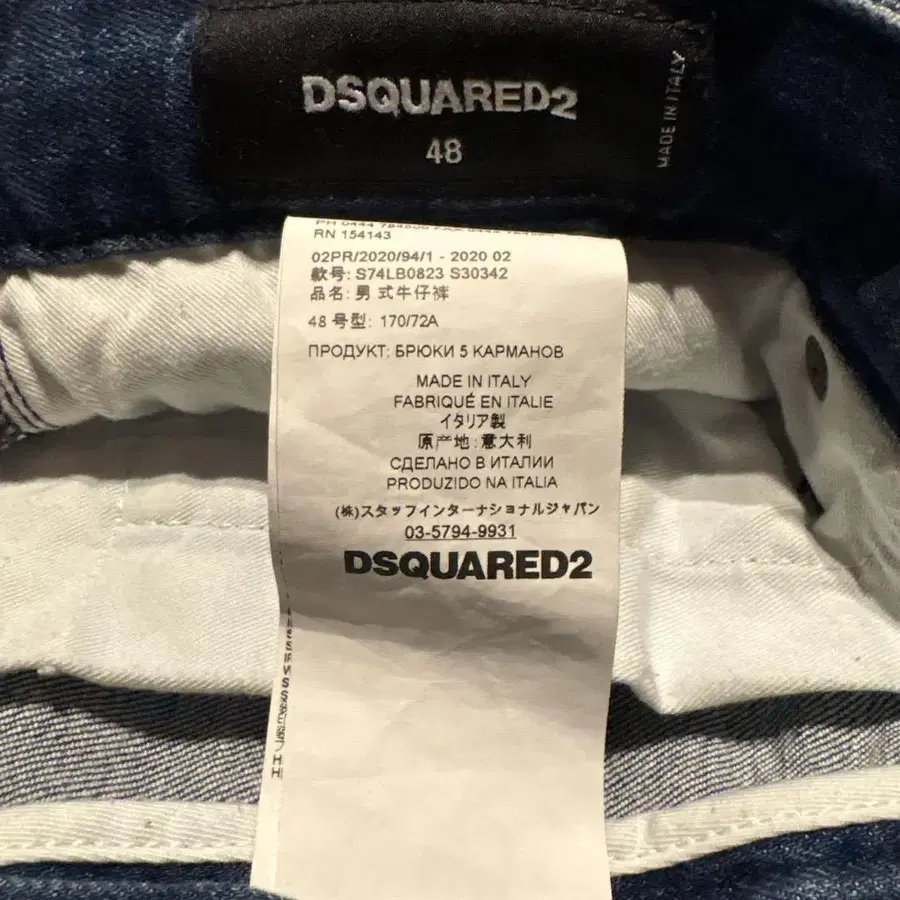 DSQUARED2
48
MADE IN ITALY
RN 154143
02PR/2020/94/1 - 2020 02
款号: S74LB0823 S30342
品名: 男 式牛仔裤
48 号型: 170/72A
ПРОДУКТ: БРЮКИ 5 КАРМАНОВ
MADE IN ITALY
FABRIQUÉ EN ITALIE
イタリア製
原产地:意大利
СДЕЛАНО В ИТАЛИИ
PRODUZIDO NA ITALIA
(株)スタッフインターナショナルジャパン
03-5794-9931
DSQUARED2